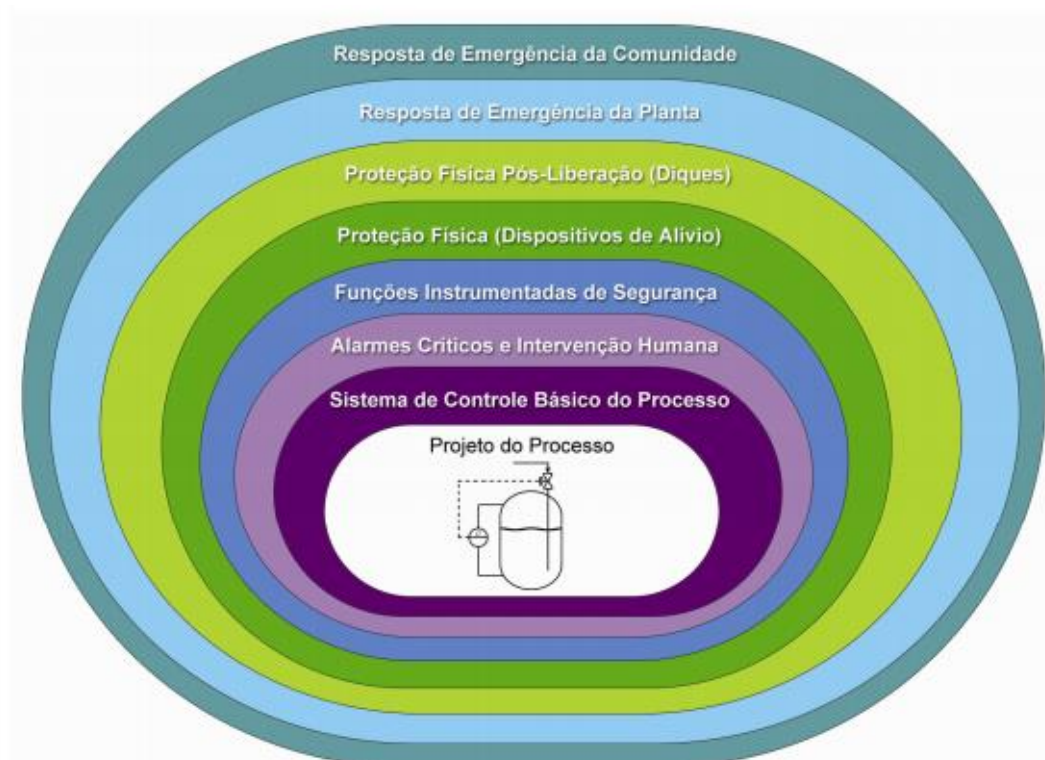 Resposta de Emergência da Comunidade
Resposta de Emergência da Planta
Proteção Física Pós-Liberação (Diques)
Proteção Física (Dispositivos de Alívio)
Funções Instrumentadas de Segurança
Alarmes Críticos e Intervenção Humana
Sistema de Controle Básico do Processo
Projeto do Processo